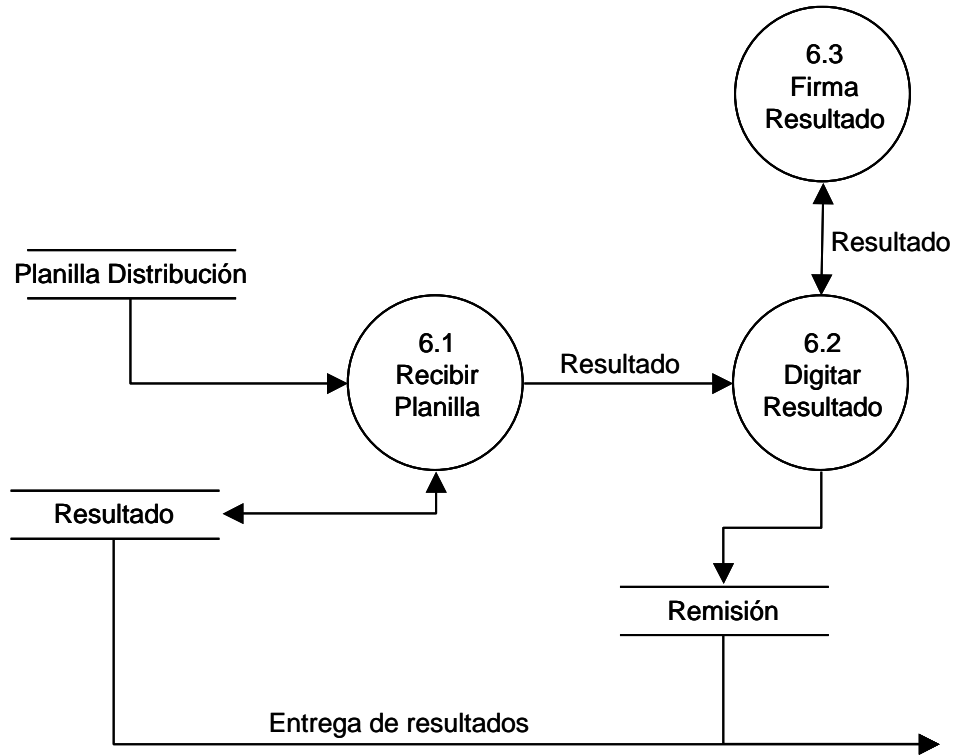 6.3
Firma
Resultado
Resultado
Planilla Distribución
6.1
Recibir
Planilla
Resultado
6.2
Digitar
Resultado
Resultado
Remisión
Entrega de resultados